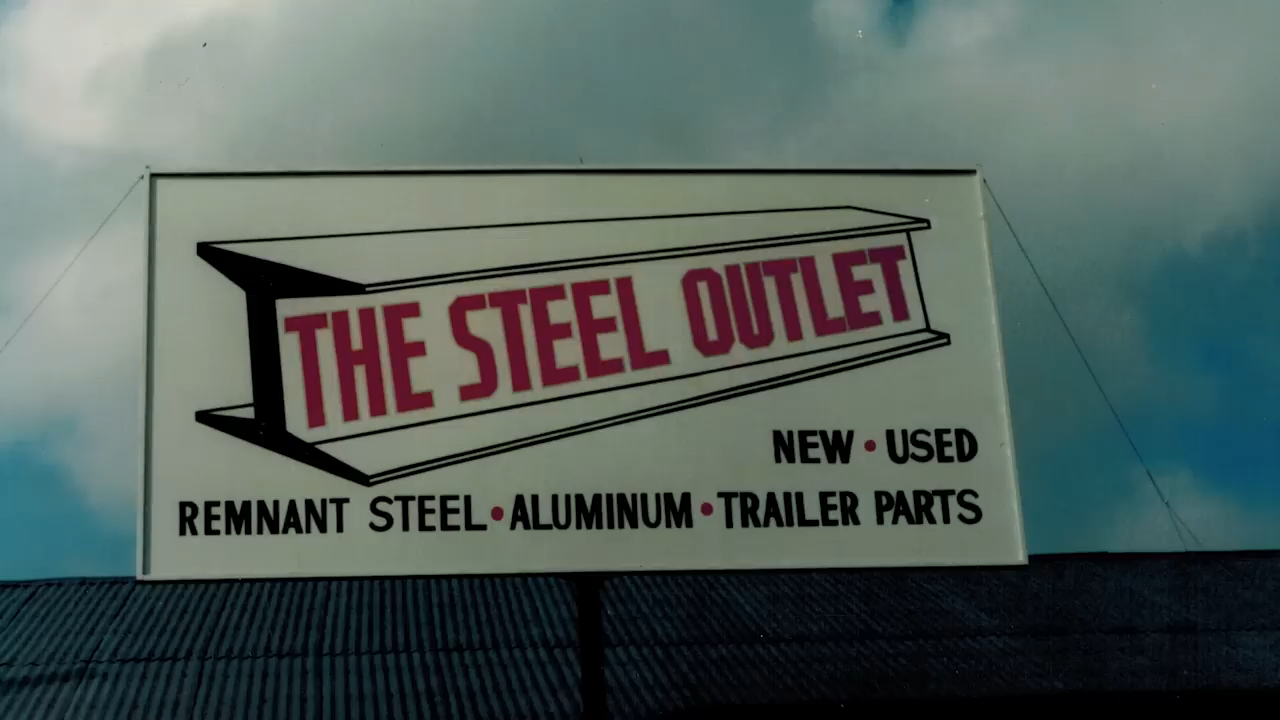 THE STEEL OUTLET
NEW • USED
REMNANT STEEL • ALUMINUM • TRAILER PARTS